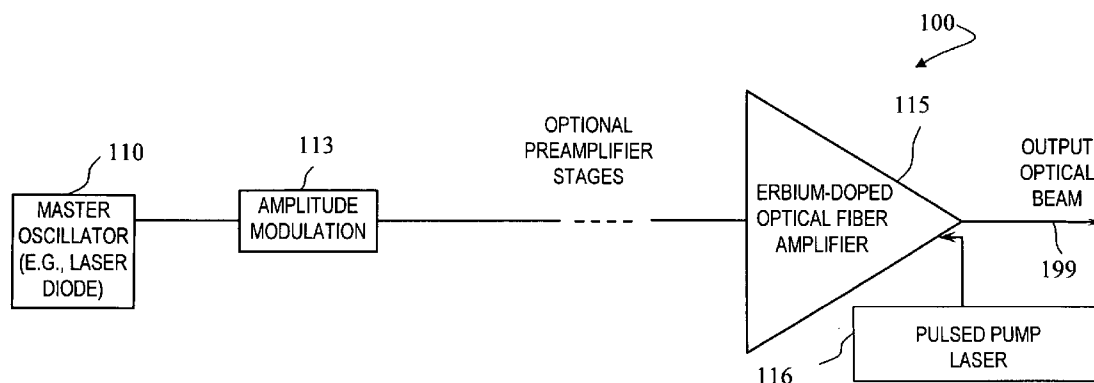 100
115
OPTIONAL
PREAMPLIFIER
STAGES
113
110
OUTPUT
OPTICAL
BEAM
MASTER
OSCILLATOR
(E.G., LASER
DIODE)
AMPLITUDE
MODULATION
ERBIUM-DOPED
OPTICAL FIBER
AMPLIFIER
199
PULSED PUMP
LASER
116